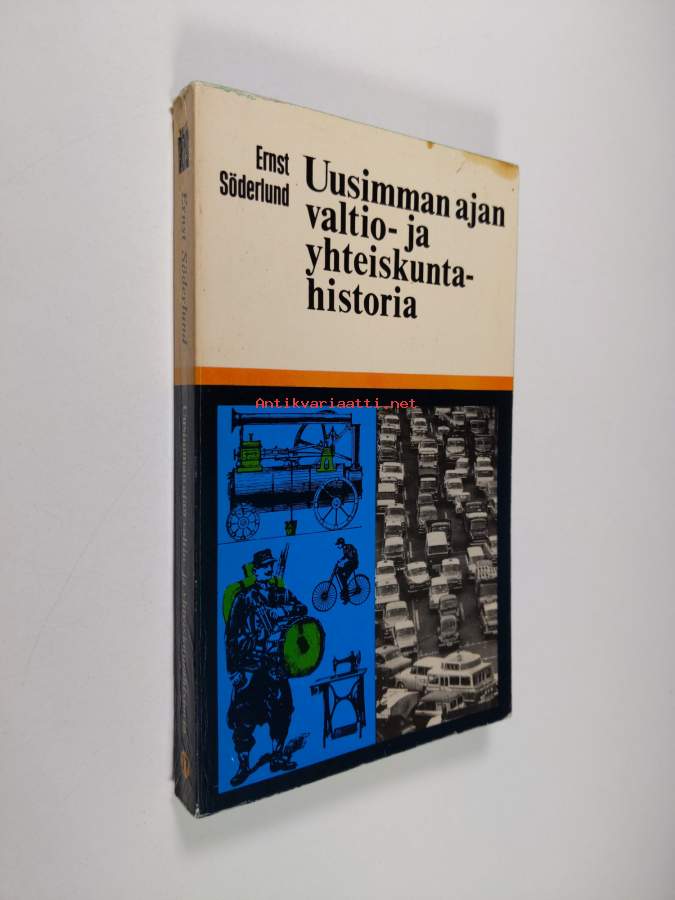 Ernst
Söderlund
Uusimman ajan
valtio- ja
yhteiskunta-
historia
Antikvariaatti.net
Ernst Söderlund
Uusimman ajan valtio- ja yhteiskuntahistoria